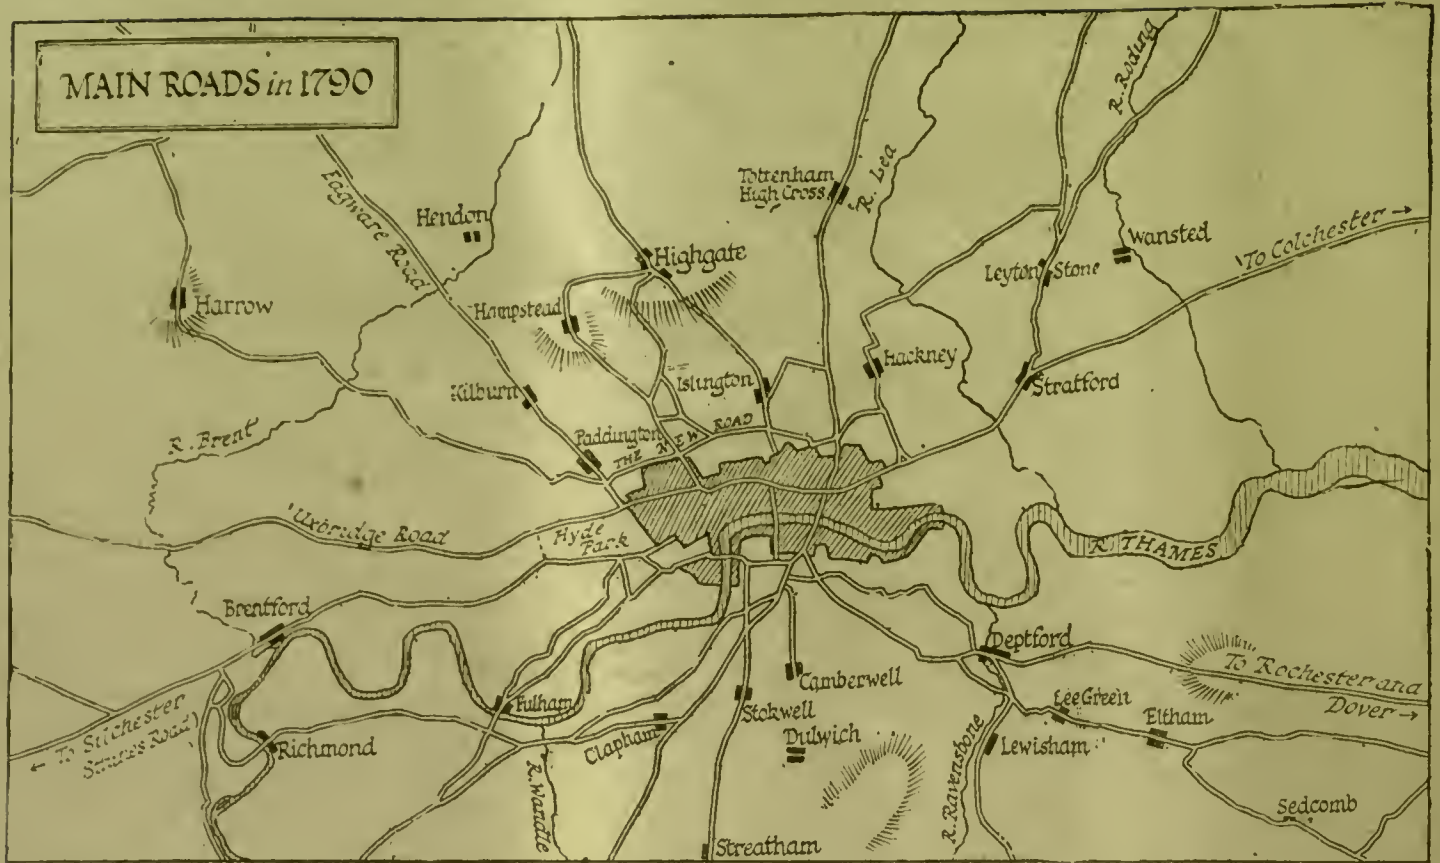 MAIN ROADS in 1790
R. Roding
Edgware Road
Hendon
Tottenham
High Cross
R. Lea
Wansted
To Colchester →
Highgate
Leyton Stone
Harrow
Hampstead
Hackney
Islington
Stratford
Kilburn
R. Brent
Paddington
THE NEW ROAD
Uxbridge Road
Hyde
Park
R. THAMES
Brentford
Deptford
To Rochester and
Dover →
Camberwell
Fulham
Stokwell
Lee Green
Eltham
← To Silchester
Staines Road
Richmond
Clapham
Dulwich
Lewisham
R. Ravensbone
R. Wandle
Sedcomb
Streatham